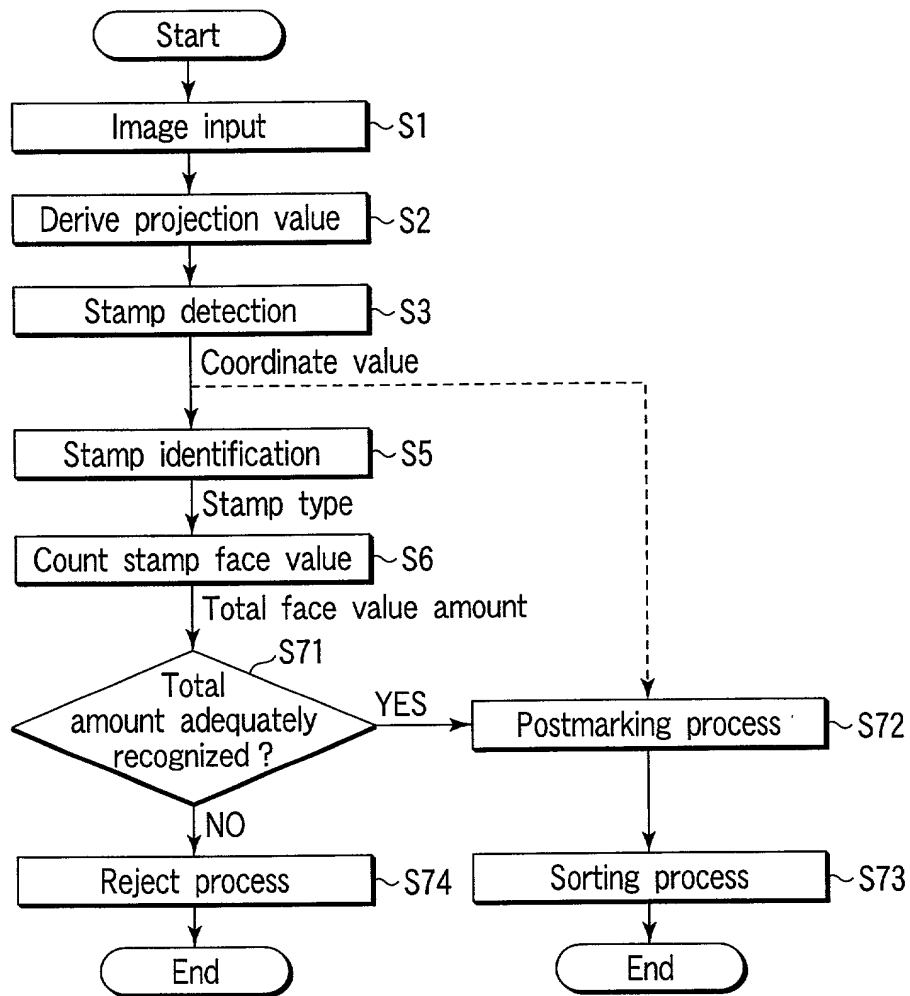 Start
Image input
S1
Derive projection value
S2
Stamp detection
S3
Coordinate value
Stamp identification
S5
Stamp type
Count stamp face value
S6
Total face value amount
S71
Total
amount adequately
recognized ?
YES
Postmarking process
S72
NO
Reject process
S74
Sorting process
S73
End
End